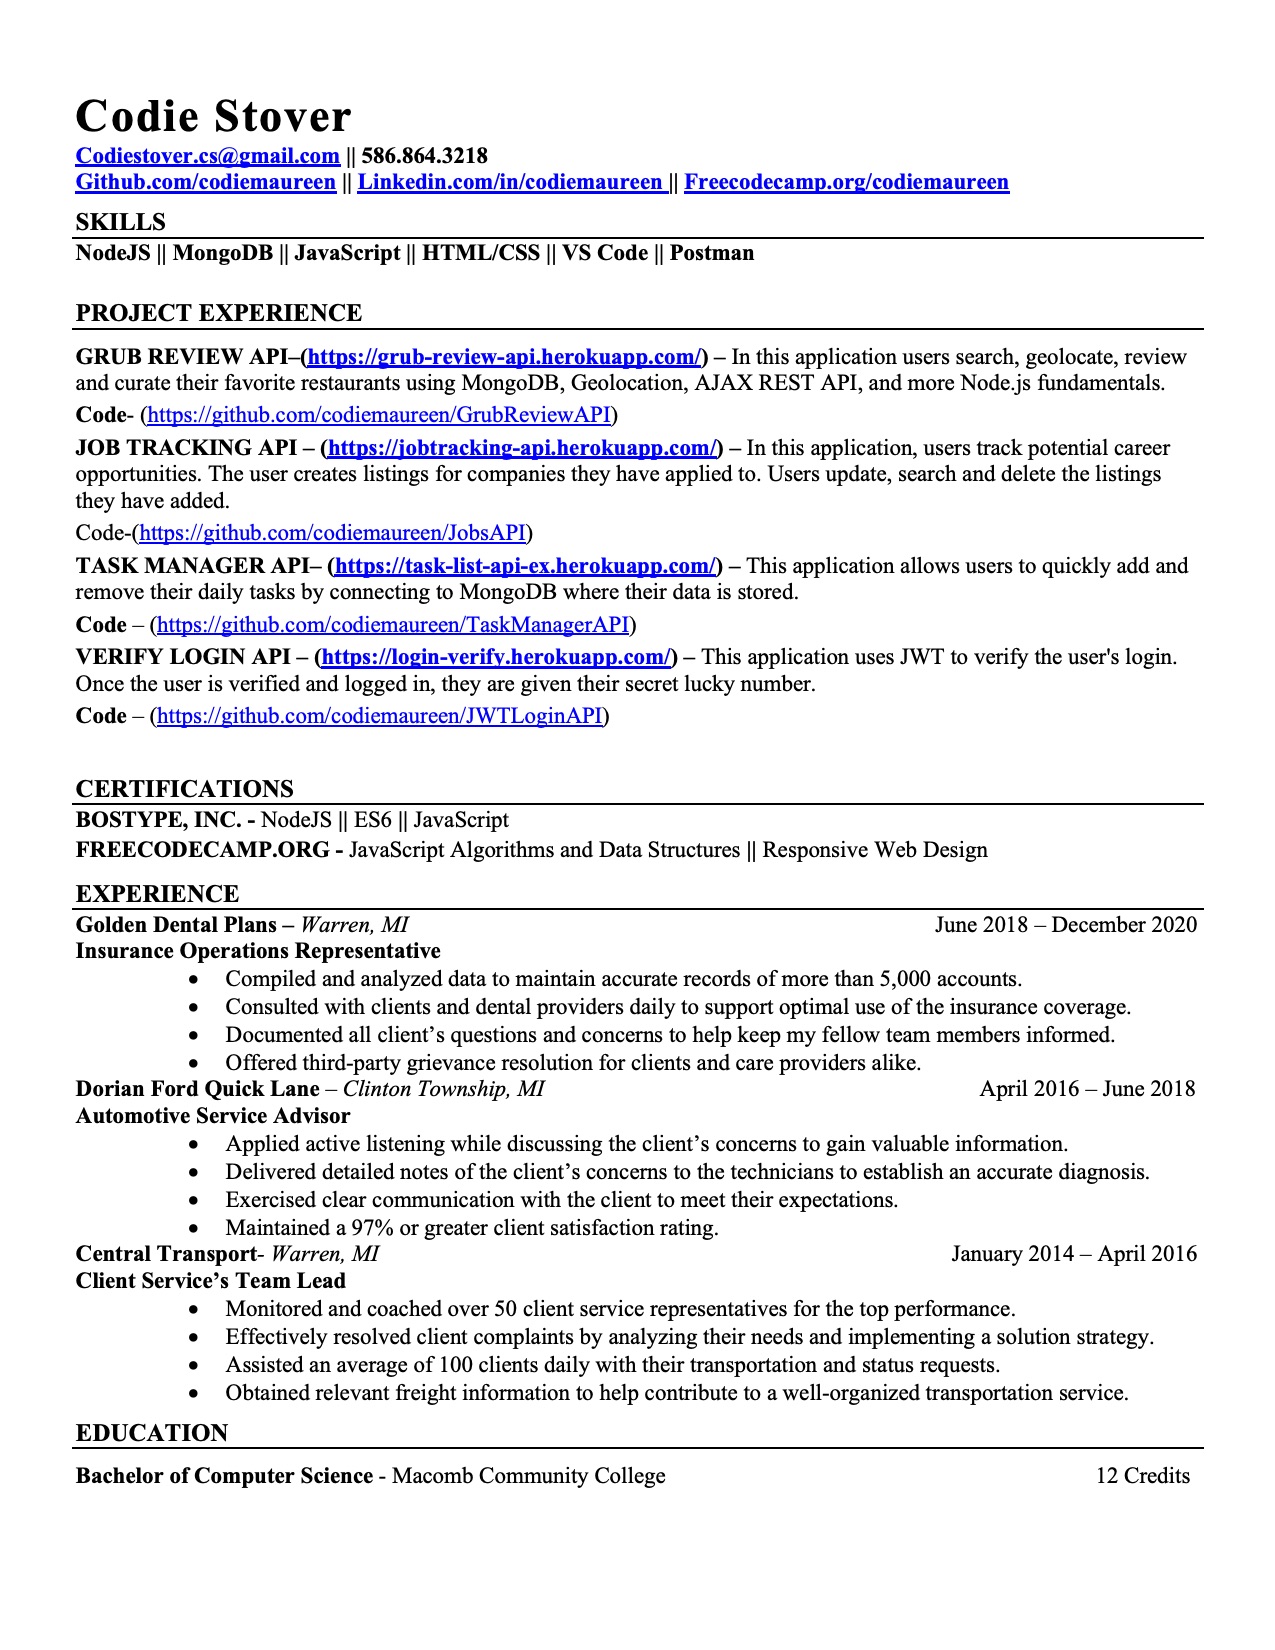 Codie Stover
Codiestover.cs@gmail.com || 586.864.3218
Github.com/codiemaureen || Linkedin.com/in/codiemaureen || Freecodecamp.org/codiemaureen
SKILLS
NodeJS || MongoDB || JavaScript || HTML/CSS || VS Code || Postman
PROJECT EXPERIENCE
GRUB REVIEW API–(https://grub-review-api.herokuapp.com/) – In this application users search, geolocate, review
and curate their favorite restaurants using MongoDB, Geolocation, AJAX REST API, and more Node.js fundamentals.
Code- (https://github.com/codiemaureen/GrubReviewAPI)
JOB TRACKING API – (https://jobtracking-api.herokuapp.com/) – In this application, users track potential career
opportunities. The user creates listings for companies they have applied to. Users update, search and delete the listings
they have added.
Code-(https://github.com/codiemaureen/JobsAPI)
TASK MANAGER API– (https://task-list-api-ex.herokuapp.com/) – This application allows users to quickly add and
remove their daily tasks by connecting to MongoDB where their data is stored.
Code – (https://github.com/codiemaureen/TaskManagerAPI)
VERIFY LOGIN API – (https://login-verify.herokuapp.com/) – This application uses JWT to verify the user's login.
Once the user is verified and logged in, they are given their secret lucky number.
Code – (https://github.com/codiemaureen/JWTLoginAPI)
CERTIFICATIONS
BOSTYPE, INC. - NodeJS || ES6 || JavaScript
FREECODECAMP.ORG - JavaScript Algorithms and Data Structures || Responsive Web Design
EXPERIENCE
Golden Dental Plans – Warren, MI June 2018 – December 2020
Insurance Operations Representative
• Compiled and analyzed data to maintain accurate records of more than 5,000 accounts.
• Consulted with clients and dental providers daily to support optimal use of the insurance coverage.
• Documented all client’s questions and concerns to help keep my fellow team members informed.
• Offered third-party grievance resolution for clients and care providers alike.
Dorian Ford Quick Lane – Clinton Township, MI April 2016 – June 2018
Automotive Service Advisor
• Applied active listening while discussing the client’s concerns to gain valuable information.
• Delivered detailed notes of the client’s concerns to the technicians to establish an accurate diagnosis.
• Exercised clear communication with the client to meet their expectations.
• Maintained a 97% or greater client satisfaction rating.
Central Transport- Warren, MI January 2014 – April 2016
Client Service’s Team Lead
• Monitored and coached over 50 client service representatives for the top performance.
• Effectively resolved client complaints by analyzing their needs and implementing a solution strategy.
• Assisted an average of 100 clients daily with their transportation and status requests.
• Obtained relevant freight information to help contribute to a well-organized transportation service.
EDUCATION
Bachelor of Computer Science - Macomb Community College 12 Credits